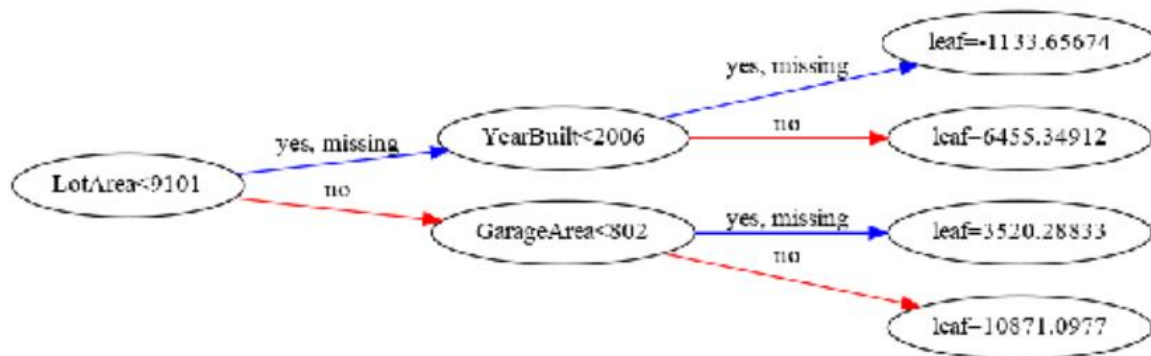 leaf=-1133.65674
yes, missing
YearBuilt<2006
no
leaf=6455.34912
yes, missing
LotArea<9101
no
yes, missing
GarageArea<802
leaf=3520.28833
no
leaf=10871.0977